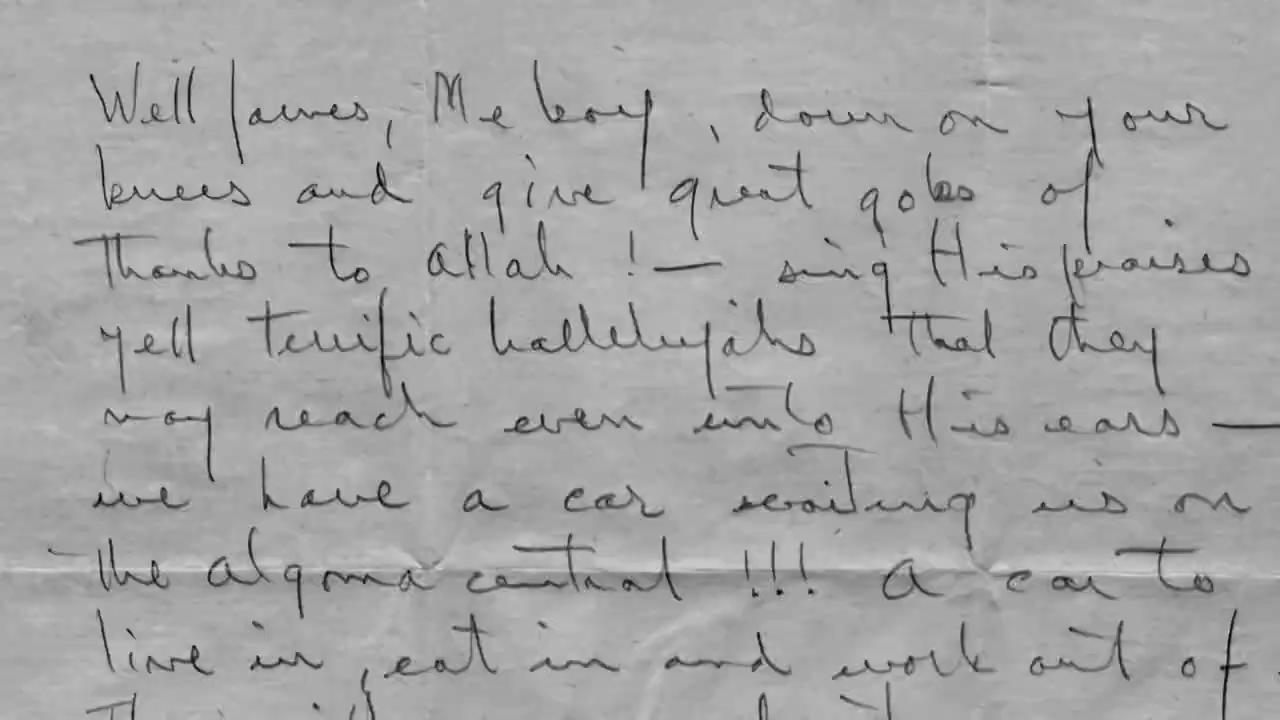 Well James, Me boy, down on your
knees and give great gobs of
Thanks to Allah! — sing His praises
yell terrific hallelujahs that they
may reach even unto His ears —
we have a car waiting us on
the Algoma central!!! A car to
live in, eat in and work out of.